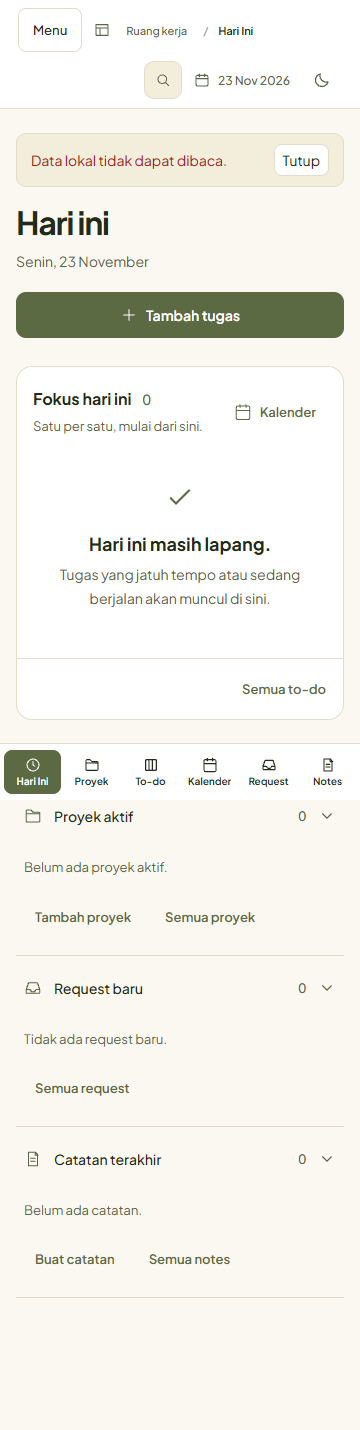 Menu
Ruang kerja / Hari Ini
23 Nov 2026
Data lokal tidak dapat dibaca.
Tutup
Hari ini
Senin, 23 November
Tambah tugas
Fokus hari ini 0
Satu per satu, mulai dari sini.
Kalender
Hari ini masih lapang.
Tugas yang jatuh tempo atau sedang
berjalan akan muncul di sini.
Semua to-do
Hari Ini Proyek To-do Kalender Request Notes
Proyek aktif 0
Belum ada proyek aktif.
Tambah proyek Semua proyek
Request baru 0
Tidak ada request baru.
Semua request
Catatan terakhir 0
Belum ada catatan.
Buat catatan Semua notes